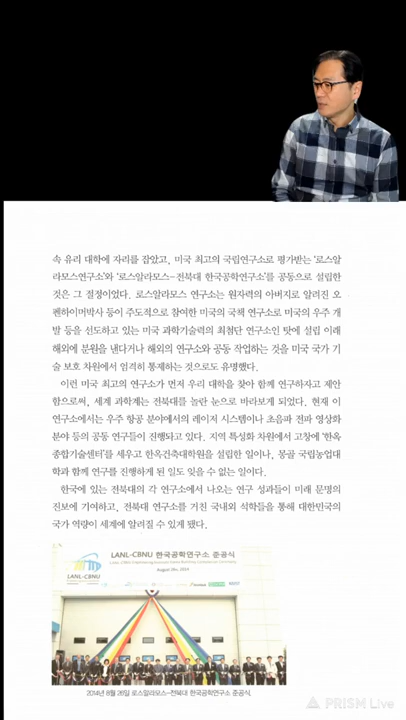 속 유리 대학에 자리를 잡았고, 미국 최고의 국립연구소로 평가받는 '로스알
라모스연구소'와 '로스알라모스-전북대 한국공학연구소'를 공동으로 설립한
것은 그 절정이었다. 로스알라모스 연구소는 원자력의 아버지로 알려진 오
펜하이머박사 등이 주도적으로 참여한 미국의 국책 연구소로 미국의 우주 개
발 등을 선도하고 있는 미국 과학기술력의 최첨단 연구소인 탓에 설립 이래
해외에 분원을 낸다거나 해외의 연구소와 공동 작업하는 것을 미국 국가 기
술 보호 차원에서 엄격히 통제하는 것으로도 유명했다.
이런 미국 최고의 연구소가 먼저 우리 대학을 찾아 함께 연구하자고 제안
함으로써, 세계 과학계는 전북대를 놀란 눈으로 바라보게 되었다. 현재 이
연구소에서는 우주 항공 분야에서의 레이저 시스템이나 초음파 전파 영상화
분야 등의 공동 연구들이 진행돠고 있다. 지역 특성화 차원에서 고창에 '한옥
종합기술센터'를 세우고 한옥건축대학원을 설립한 일이나, 몽골 국립농업대
학과 함께 연구를 진행하게 된 일도 잊을 수 없는 일이다.
한국에 있는 전북대의 각 연구소에서 나오는 연구 성과들이 미래 문명의
진보에 기여하고, 전북대 연구소를 거친 국내외 석학들을 통해 대한민국의
국가 역량이 세계에 알려질 수 있게 됐다.
LANL-CBNU 한국공학연구소 준공식
August 26th, 2014
LANL-CBNU
2014년 8월 26일 로스알라모스-전북대 한국공학연구소 준공식.
PRISM Live